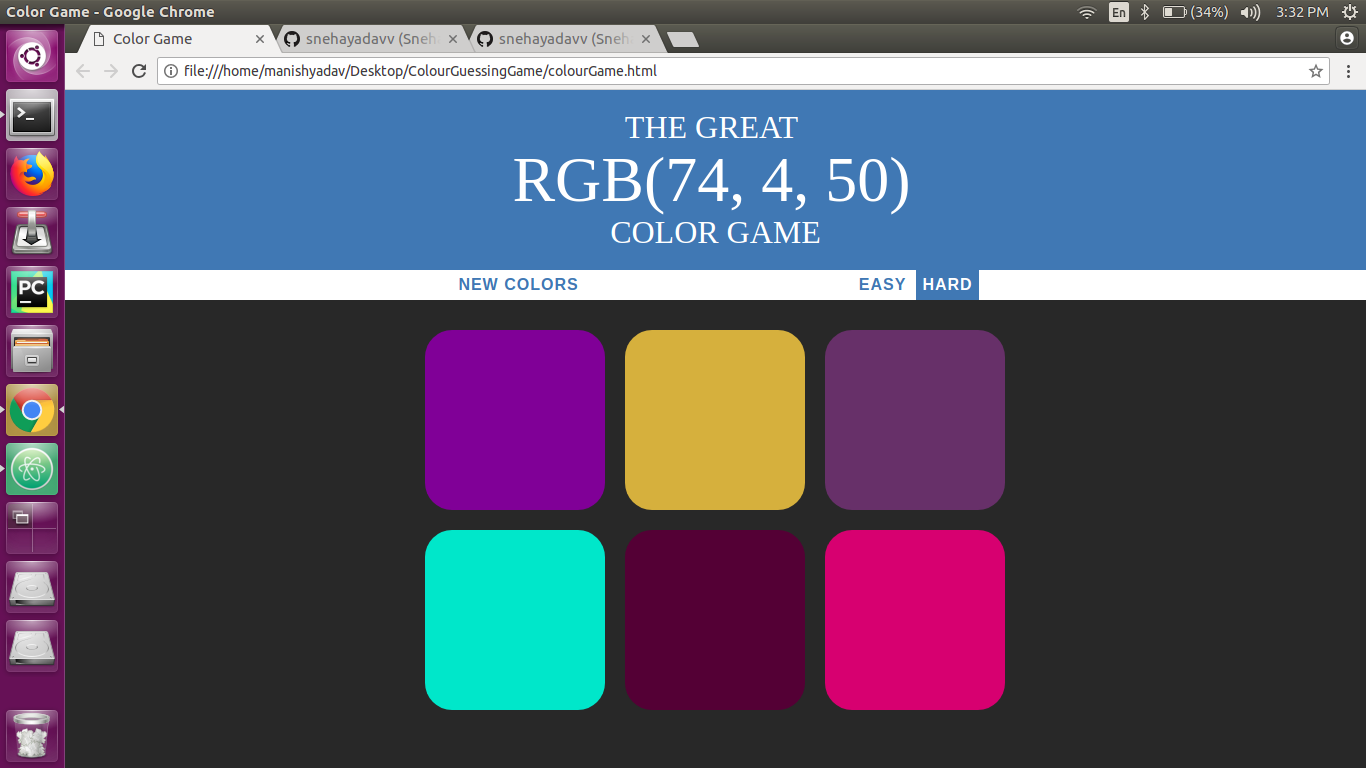 Color Game - Google Chrome
En
(34%)
3:32 PM
Color Game
snehayadavv (Sneh
snehayadavv (Sneh
file:///home/manishyadav/Desktop/ColourGuessingGame/colourGame.html
THE GREAT
RGB(74, 4, 50)
COLOR GAME
NEW COLORS
EASY
HARD
PC